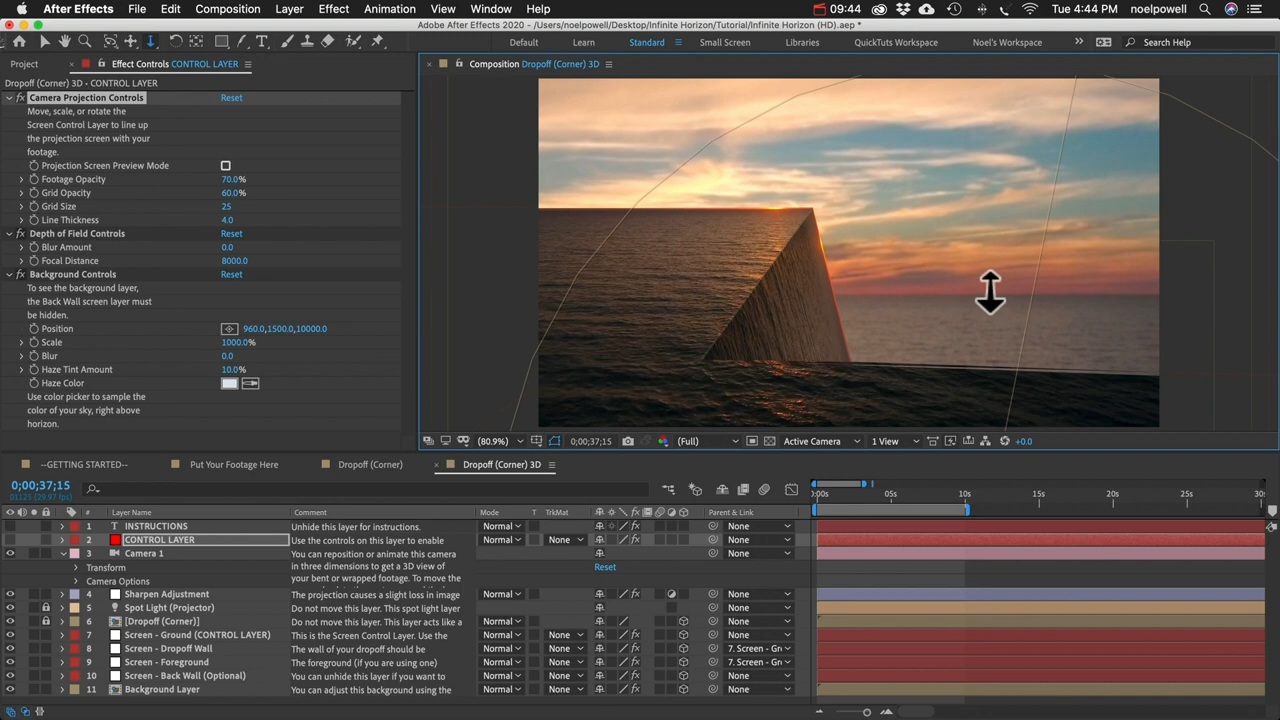 After Effects File Edit Composition Layer Effect Animation View Window Help 09:44 Tue 4:44 PM noelpowell
Adobe After Effects 2020 - /Users/noelpowell/Desktop/Infinite Horizon/Tutorial/Infinite Horizon (HD).aep *
Default Learn Standard Small Screen Libraries QuickTuts Workspace Noel's Workspace Search Help
Project Effect Controls CONTROL LAYER
Composition Dropoff (Corner) 3D
Dropoff (Corner) 3D • CONTROL LAYER
fx Camera Projection Controls Reset
Move, scale, or rotate the
Screen Control Layer to line up
the projection screen with your
footage.
Projection Screen Preview Mode
Footage Opacity 70.0%
Grid Opacity 60.0%
Grid Size 25
Line Thickness 4.0
fx Depth of Field Controls Reset
Blur Amount 0.0
Focal Distance 8000.0
fx Background Controls Reset
To see the background layer,
the Back Wall screen layer must
be hidden.
Position 960.0,1500.0,10000.0
Scale 1000.0%
Blur 0.0
Haze Tint Amount 10.0%
Haze Color
Use color picker to sample the
color of your sky, right above
horizon.
(80.9%) 0;00;37;15 (Full) Active Camera 1 View +0.0
--GETTING STARTED-- Put Your Footage Here Dropoff (Corner) Dropoff (Corner) 3D
0;00;37;15
01125 (29.97 fps)
:00s 05s 10s 15s 20s 25s 30s
# Layer Name Comment Mode T TrkMat Parent & Link
1 T INSTRUCTIONS Unhide this layer for instructions. Normal None
2 CONTROL LAYER Use the controls on this layer to enable Normal None None
3 Camera 1 You can reposition or animate this camera None
Transform in three dimensions to get a 3D view of Reset
Camera Options your bent or wrapped footage. To move the
4 Sharpen Adjustment The projection causes a slight loss in image Normal None
5 Spot Light (Projector) Do not move this layer. This spot light layer None
6 [Dropoff (Corner)] Do not move this layer. This layer acts like a Normal None
7 Screen - Ground (CONTROL LAYER) This is the Screen Control Layer. Use the Normal None None
8 Screen - Dropoff Wall The wall of your dropoff should be Normal None 7. Screen - Gr
9 Screen - Foreground The foreground (if you are using one) Normal None 7. Screen - Gr
10 Screen - Back Wall (Optional) You can unhide this layer if you want to Normal None None
11 Background Layer You can adjust this background using the Normal None None